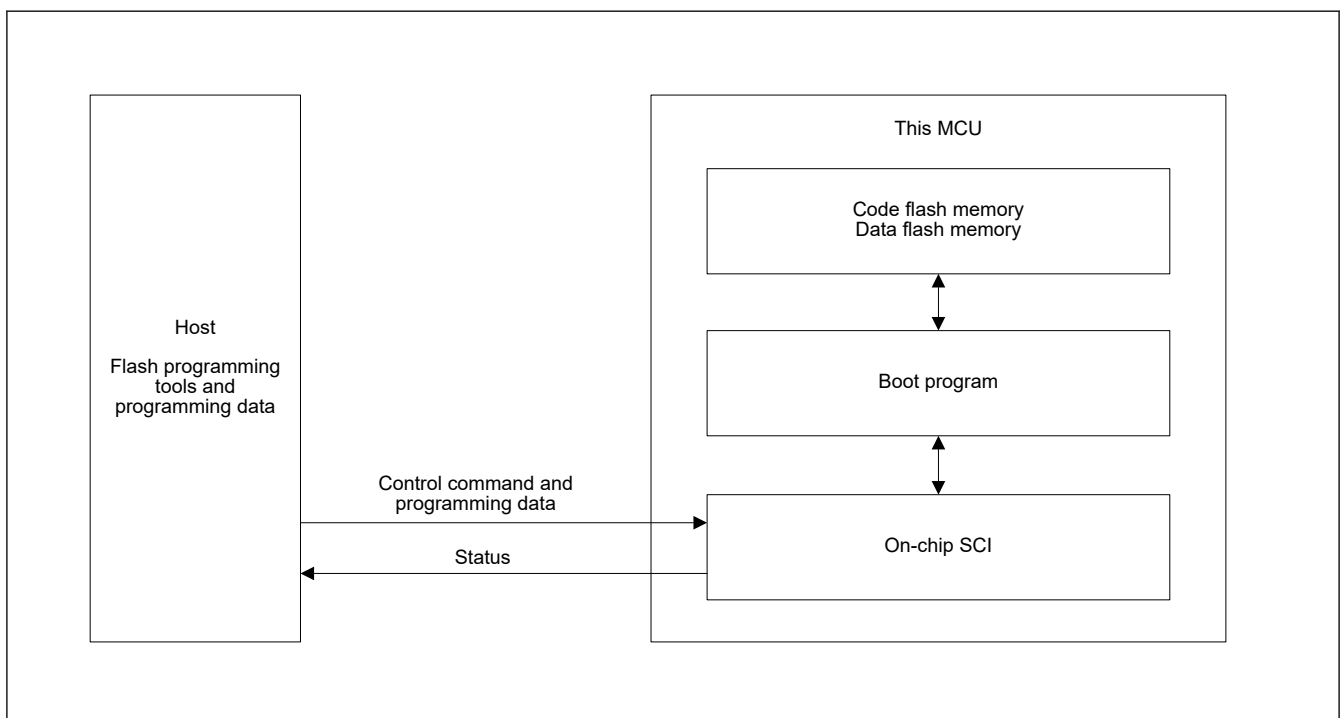 This MCU
Code flash memory
Data flash memory
Host
Flash programming
tools and
programming data
Boot program
Control command and
programming data
On-chip SCI
Status